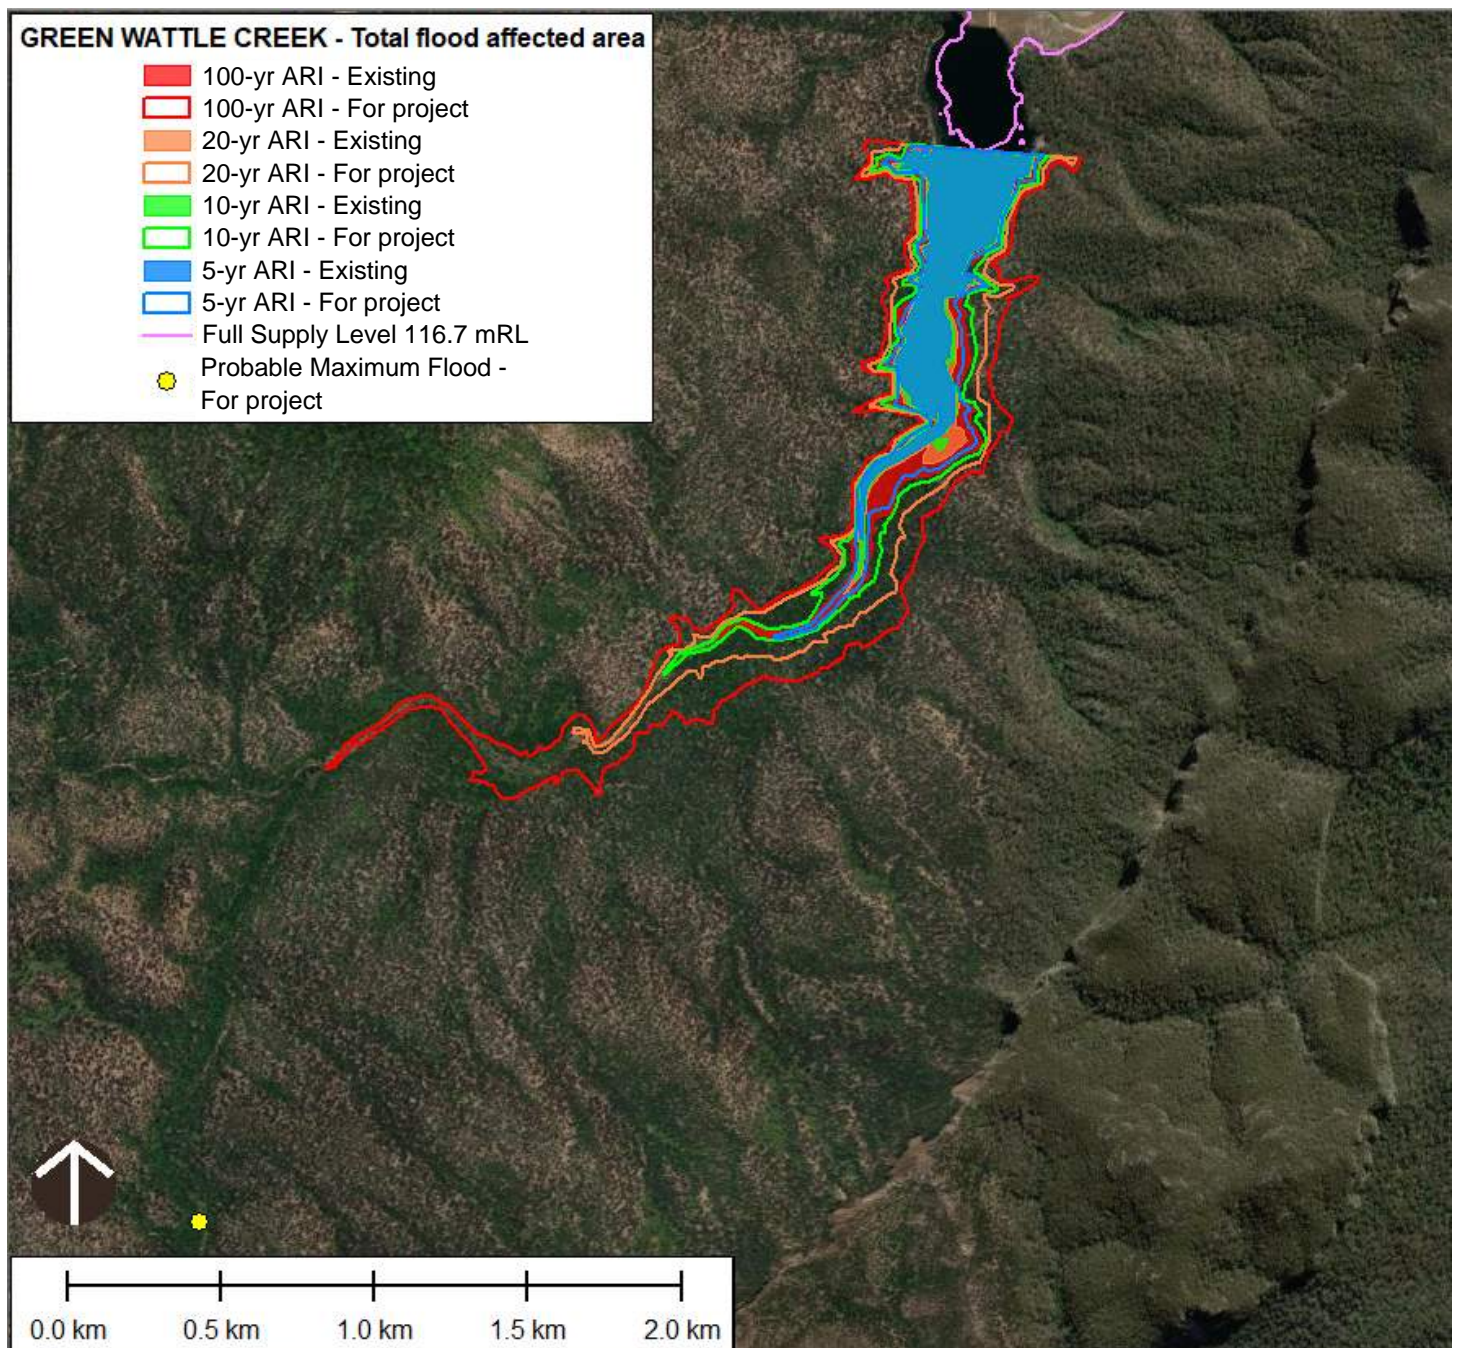 GREEN WATTLE CREEK - Total flood affected area
100-yr ARI - Existing
100-yr ARI - For project
20-yr ARI - Existing
20-yr ARI - For project
10-yr ARI - Existing
10-yr ARI - For project
5-yr ARI - Existing
5-yr ARI - For project
Full Supply Level 116.7 mRL
Probable Maximum Flood -
For project
0.0 km 0.5 km 1.0 km 1.5 km 2.0 km